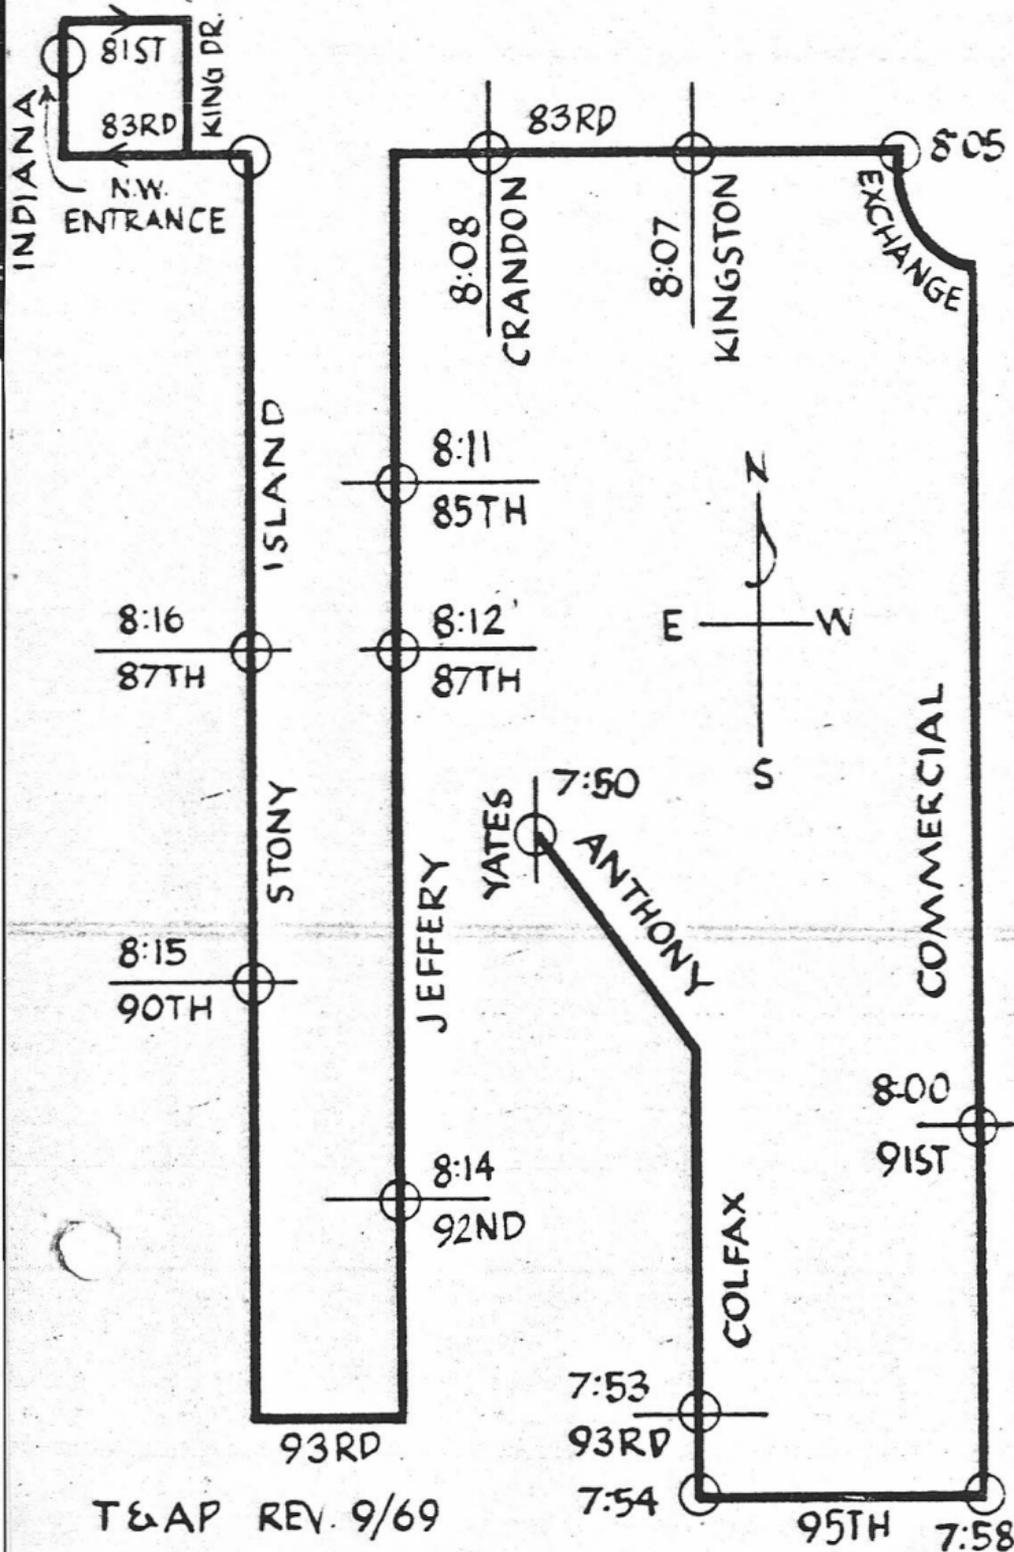 81ST
KING DR.
83RD
INDIANA
N.W.
ENTRANCE
83RD
8:05
EXCHANGE
8:08
CRANDON
8:07
KINGSTON
8:11
85TH
ISLAND
N
E
W
S
8:16
87TH
8:12
87TH
COMMERCIAL
7:50
YATES
ANTHONY
STONY
JEFFERY
8:15
90TH
8:00
91ST
8:14
92ND
COLFAX
7:53
93RD
93RD
7:54
95TH
7:58
T&AP REV. 9/69